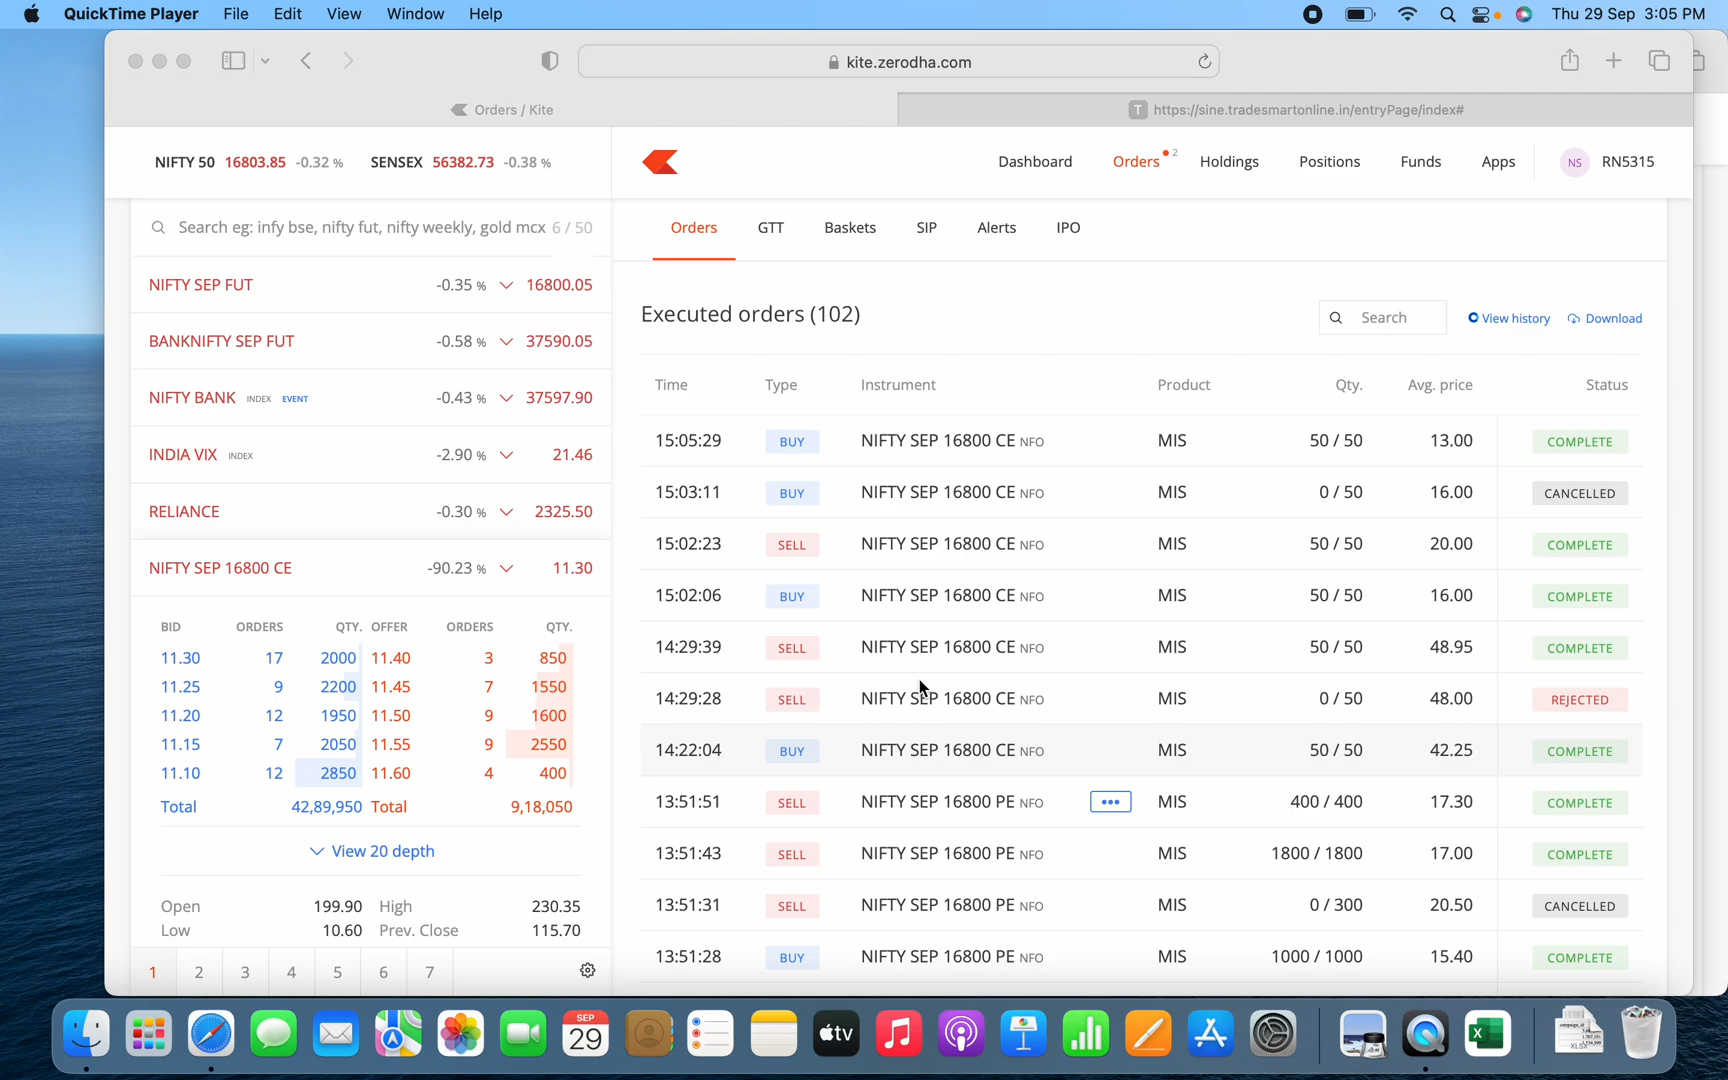 QuickTime Player File Edit View Window Help Thu 29 Sep 3:05 PM
kite.zerodha.com
Orders / Kite T https://sine.tradesmartonline.in/entryPage/index#
NIFTY 50 16803.85 -0.32 % SENSEX 56382.73 -0.38 %
Dashboard Orders 2 Holdings Positions Funds Apps NS RN5315
Search eg: infy bse, nifty fut, nifty weekly, gold mcx 6 / 50
NIFTY SEP FUT -0.35 % 16800.05
BANKNIFTY SEP FUT -0.58 % 37590.05
NIFTY BANK INDEX EVENT -0.43 % 37597.90
INDIA VIX INDEX -2.90 % 21.46
RELIANCE -0.30 % 2325.50
NIFTY SEP 16800 CE -90.23 % 11.30
BID ORDERS QTY. OFFER ORDERS QTY.
11.30 17 2000 11.40 3 850
11.25 9 2200 11.45 7 1550
11.20 12 1950 11.50 9 1600
11.15 7 2050 11.55 9 2550
11.10 12 2850 11.60 4 400
Total 42,89,950 Total 9,18,050
View 20 depth
Open 199.90 High 230.35
Low 10.60 Prev. Close 115.70
1 2 3 4 5 6 7
Orders GTT Baskets SIP Alerts IPO
Executed orders (102) Search View history Download
Time Type Instrument Product Qty. Avg. price Status
15:05:29 BUY NIFTY SEP 16800 CE NFO MIS 50 / 50 13.00 COMPLETE
15:03:11 BUY NIFTY SEP 16800 CE NFO MIS 0 / 50 16.00 CANCELLED
15:02:23 SELL NIFTY SEP 16800 CE NFO MIS 50 / 50 20.00 COMPLETE
15:02:06 BUY NIFTY SEP 16800 CE NFO MIS 50 / 50 16.00 COMPLETE
14:29:39 SELL NIFTY SEP 16800 CE NFO MIS 50 / 50 48.95 COMPLETE
14:29:28 SELL NIFTY SEP 16800 CE NFO MIS 0 / 50 48.00 REJECTED
14:22:04 BUY NIFTY SEP 16800 CE NFO MIS 50 / 50 42.25 COMPLETE
13:51:51 SELL NIFTY SEP 16800 PE NFO MIS 400 / 400 17.30 COMPLETE
13:51:43 SELL NIFTY SEP 16800 PE NFO MIS 1800 / 1800 17.00 COMPLETE
13:51:31 SELL NIFTY SEP 16800 PE NFO MIS 0 / 300 20.50 CANCELLED
13:51:28 BUY NIFTY SEP 16800 PE NFO MIS 1000 / 1000 15.40 COMPLETE
SEP
29
tv
XLSX